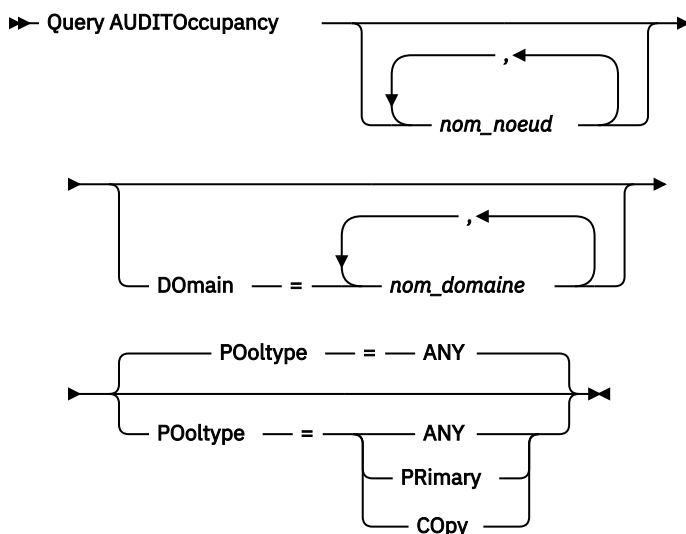 Query AUDITOccupancy
,
nom_noeud
,
DOmain = nom_domaine
POoltype = ANY
POoltype = ANY
PRimary
COpy